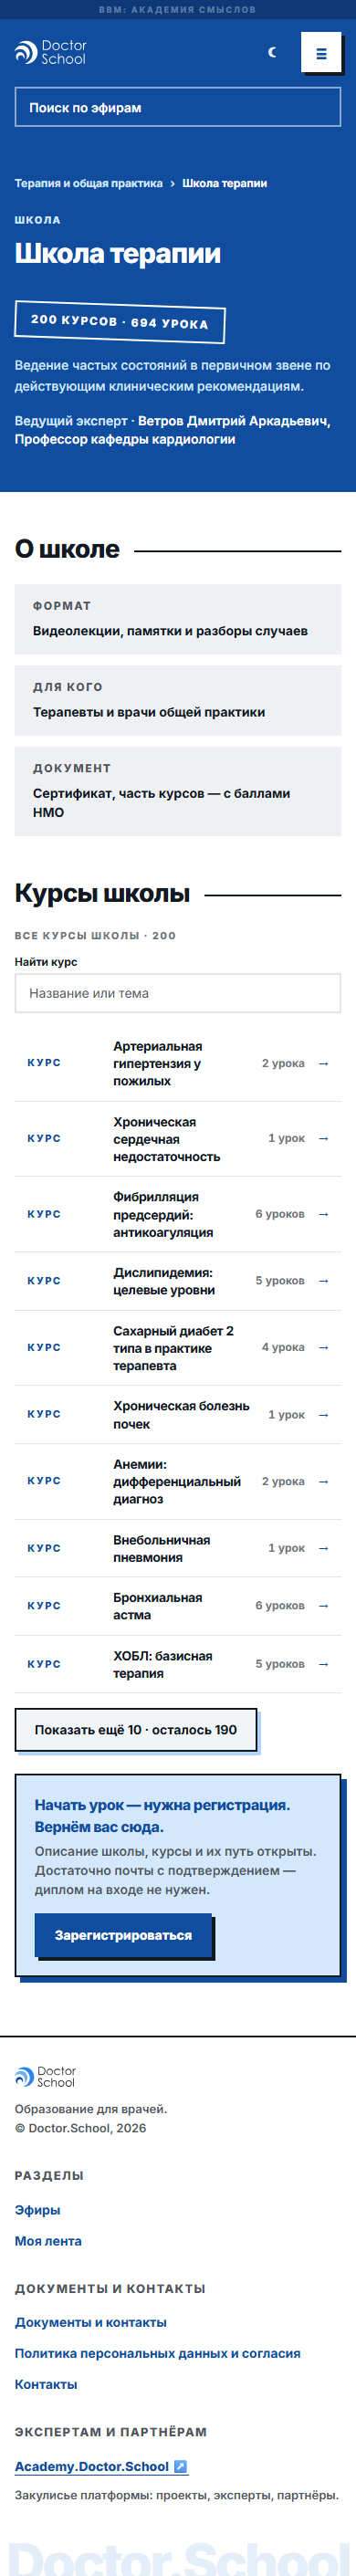 ВВМ: АКАДЕМИЯ СМЫСЛОВ
Doctor
School
Поиск по эфирам
Терапия и общая практика › Школа терапии
ШКОЛА
Школа терапии
200 КУРСОВ · 694 УРОКА
Ведение частых состояний в первичном звене по
действующим клиническим рекомендациям.
Ведущий эксперт · Ветров Дмитрий Аркадьевич,
Профессор кафедры кардиологии
О школе
ФОРМАТ
Видеолекции, памятки и разборы случаев
ДЛЯ КОГО
Терапевты и врачи общей практики
ДОКУМЕНТ
Сертификат, часть курсов — с баллами
НМО
Курсы школы
ВСЕ КУРСЫ ШКОЛЫ · 200
Найти курс
Название или тема
КУРС
Артериальная
гипертензия у
пожилых
2 урока →
КУРС
Хроническая
сердечная
недостаточность
1 урок →
КУРС
Фибрилляция
предсердий:
антикоагуляция
6 уроков →
КУРС
Дислипидемия:
целевые уровни
5 уроков →
КУРС
Сахарный диабет 2
типа в практике
терапевта
4 урока →
КУРС
Хроническая болезнь
почек
1 урок →
КУРС
Анемии:
дифференциальный
диагноз
2 урока →
КУРС
Внебольничная
пневмония
1 урок →
КУРС
Бронхиальная
астма
6 уроков →
КУРС
ХОБЛ: базисная
терапия
5 уроков →
Показать ещё 10 · осталось 190
Начать урок — нужна регистрация.
Вернём вас сюда.
Описание школы, курсы и их путь открыты.
Достаточно почты с подтверждением —
диплом на входе не нужен.
Зарегистрироваться
Doctor
School
Образование для врачей.
© Doctor.School, 2026
РАЗДЕЛЫ
Эфиры
Моя лента
ДОКУМЕНТЫ И КОНТАКТЫ
Документы и контакты
Политика персональных данных и согласия
Контакты
ЭКСПЕРТАМ И ПАРТНЁРАМ
Academy.Doctor.School ↗
Закулисье платформы: проекты, эксперты, партнёры.
Doctor.School